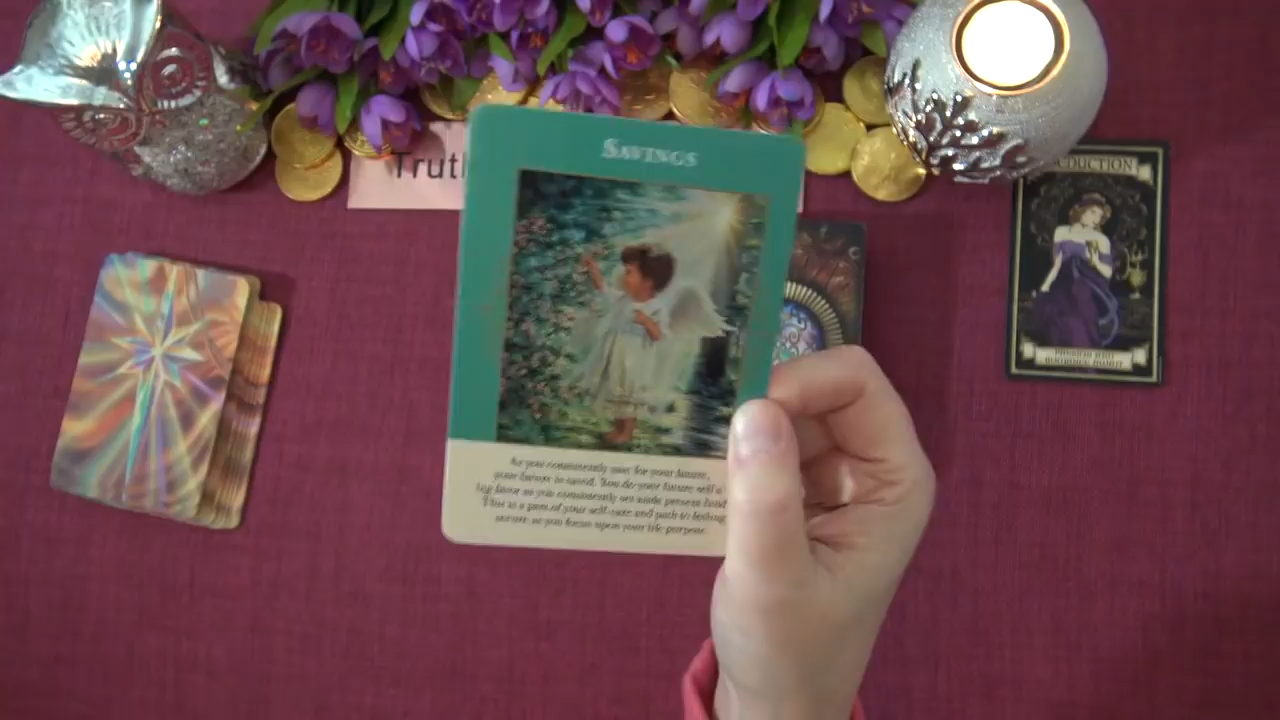 Truth
SAVINGS
DUCTION
As you consistently save for your future,
your future is saved. You do your future self a
big favor as you consistently set aside present
This is a part of your self-care and path to feeling
secure as you focus upon your life purpose.